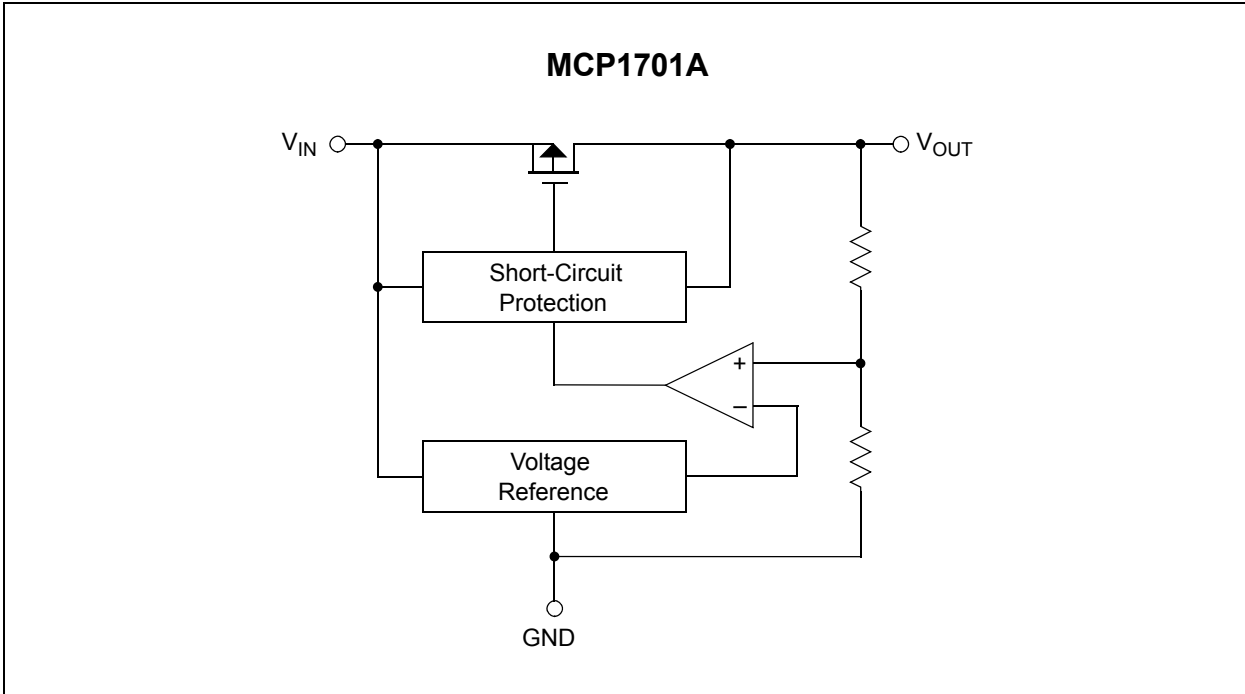 MCP1701A
V_IN
V_OUT
Short-Circuit
Protection
+
−
Voltage
Reference
GND